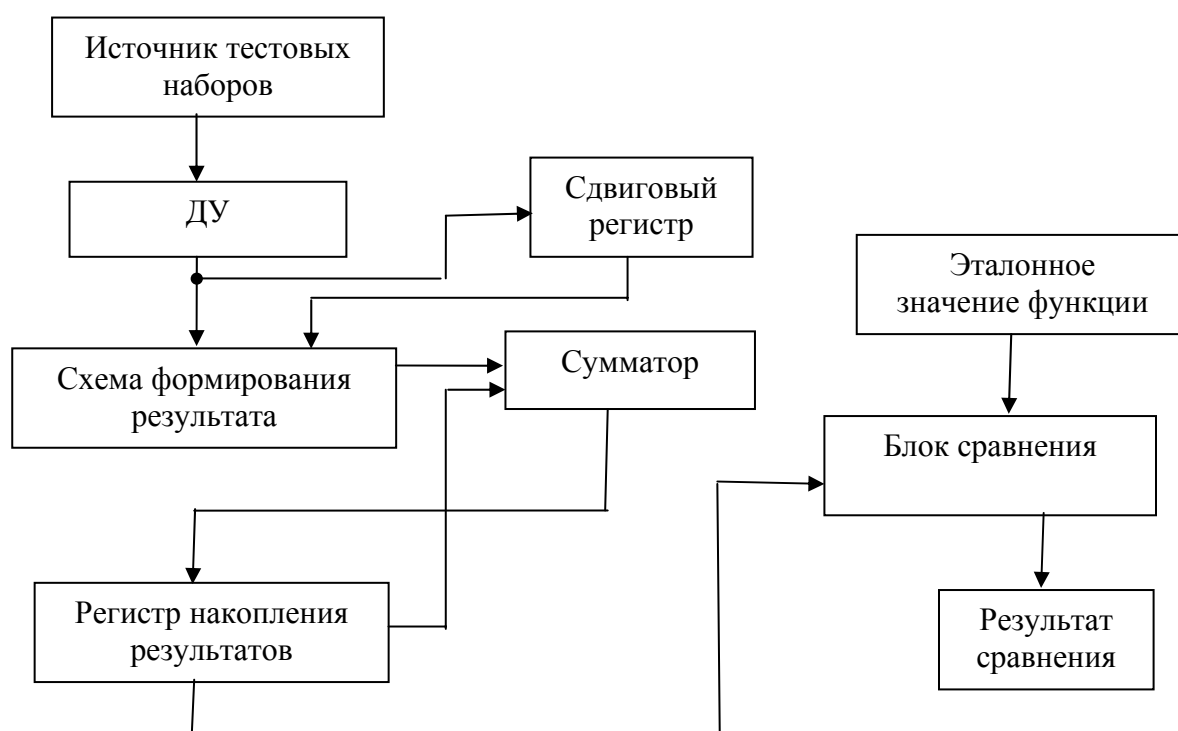 Источник тестовых
наборов
ДУ
Сдвиговый
регистр
Эталонное
значение функции
Схема формирования
результата
Сумматор
Блок сравнения
Регистр накопления
результатов
Результат
сравнения